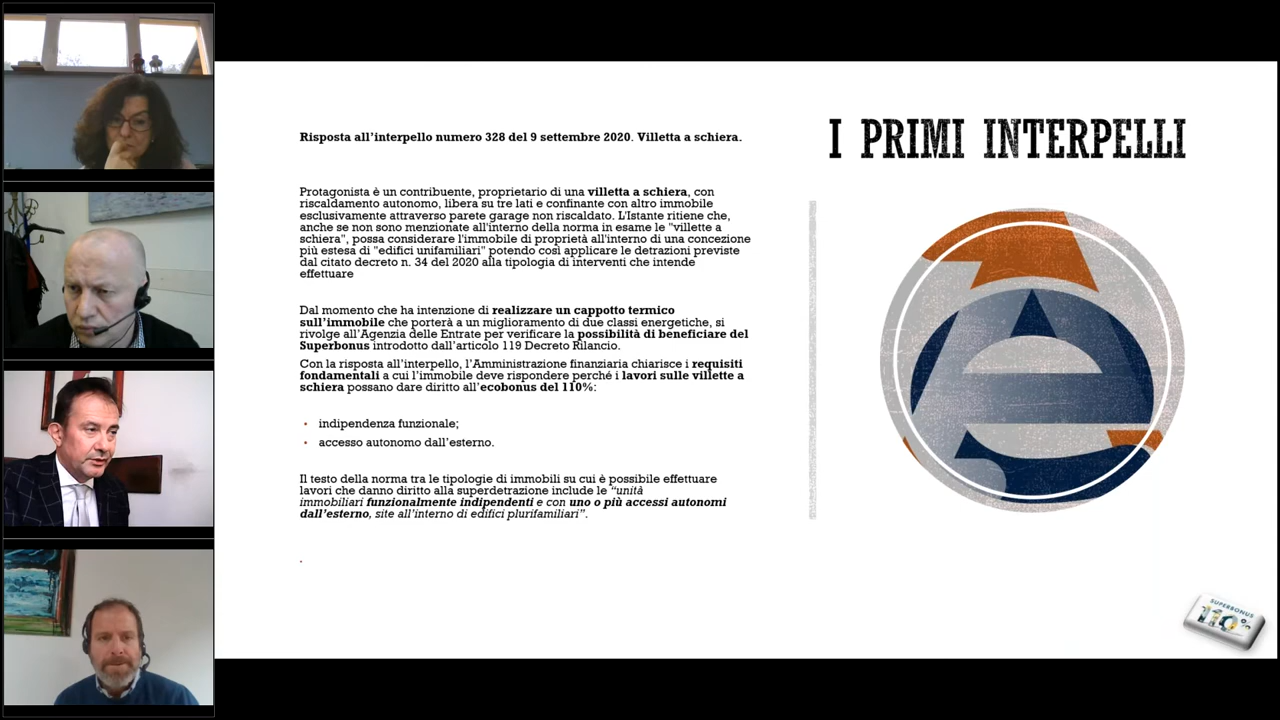 Risposta all'interpello numero 328 del 9 settembre 2020. Villetta a schiera.
I PRIMI INTERPELLI
Protagonista è un contribuente, proprietario di una villetta a schiera, con
riscaldamento autonomo, libera su tre lati e confinante con altro immobile
esclusivamente attraverso parete garage non riscaldato. L'Istante ritiene che,
anche se non sono menzionate all'interno della norma in esame le "villette a
schiera", possa considerare l'immobile di proprietà all'interno di una concezione
più estesa di "edifici unifamiliari" potendo così applicare le detrazioni previste
dal citato decreto n. 34 del 2020 alla tipologia di interventi che intende
effettuare
Dal momento che ha intenzione di realizzare un cappotto termico
sull'immobile che porterà a un miglioramento di due classi energetiche, si
rivolge all'Agenzia delle Entrate per verificare la possibilità di beneficiare del
Superbonus introdotto dall'articolo 119 Decreto Rilancio.
Con la risposta all'interpello, l'Amministrazione finanziaria chiarisce i requisiti
fondamentali a cui l'immobile deve rispondere perché i lavori sulle villette a
schiera possano dare diritto all'ecobonus del 110%:
• indipendenza funzionale;
• accesso autonomo dall'esterno.
Il testo della norma tra le tipologie di immobili su cui è possibile effettuare
lavori che danno diritto alla superdetrazione include le “unità
immobiliari funzionalmente indipendenti e con uno o più accessi autonomi
dall'esterno, site all'interno di edifici plurifamiliari”.
.
SUPERBONUS
110%